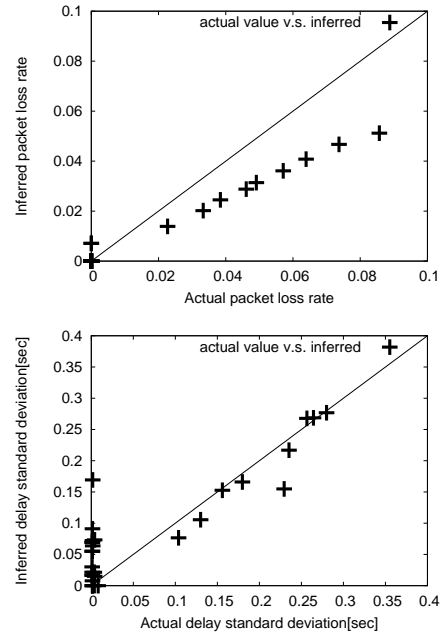 actual value v.s. inferred
Inferred packet loss rate
0.1
0.08
0.06
0.04
0.02
0
0 0.02 0.04 0.06 0.08 0.1
Actual packet loss rate
actual value v.s. inferred
Inferred delay standard deviation[sec]
0.4
0.35
0.3
0.25
0.2
0.15
0.1
0.05
0
0 0.05 0.1 0.15 0.2 0.25 0.30 0.35 0.4
Actual delay standard deviation[sec]